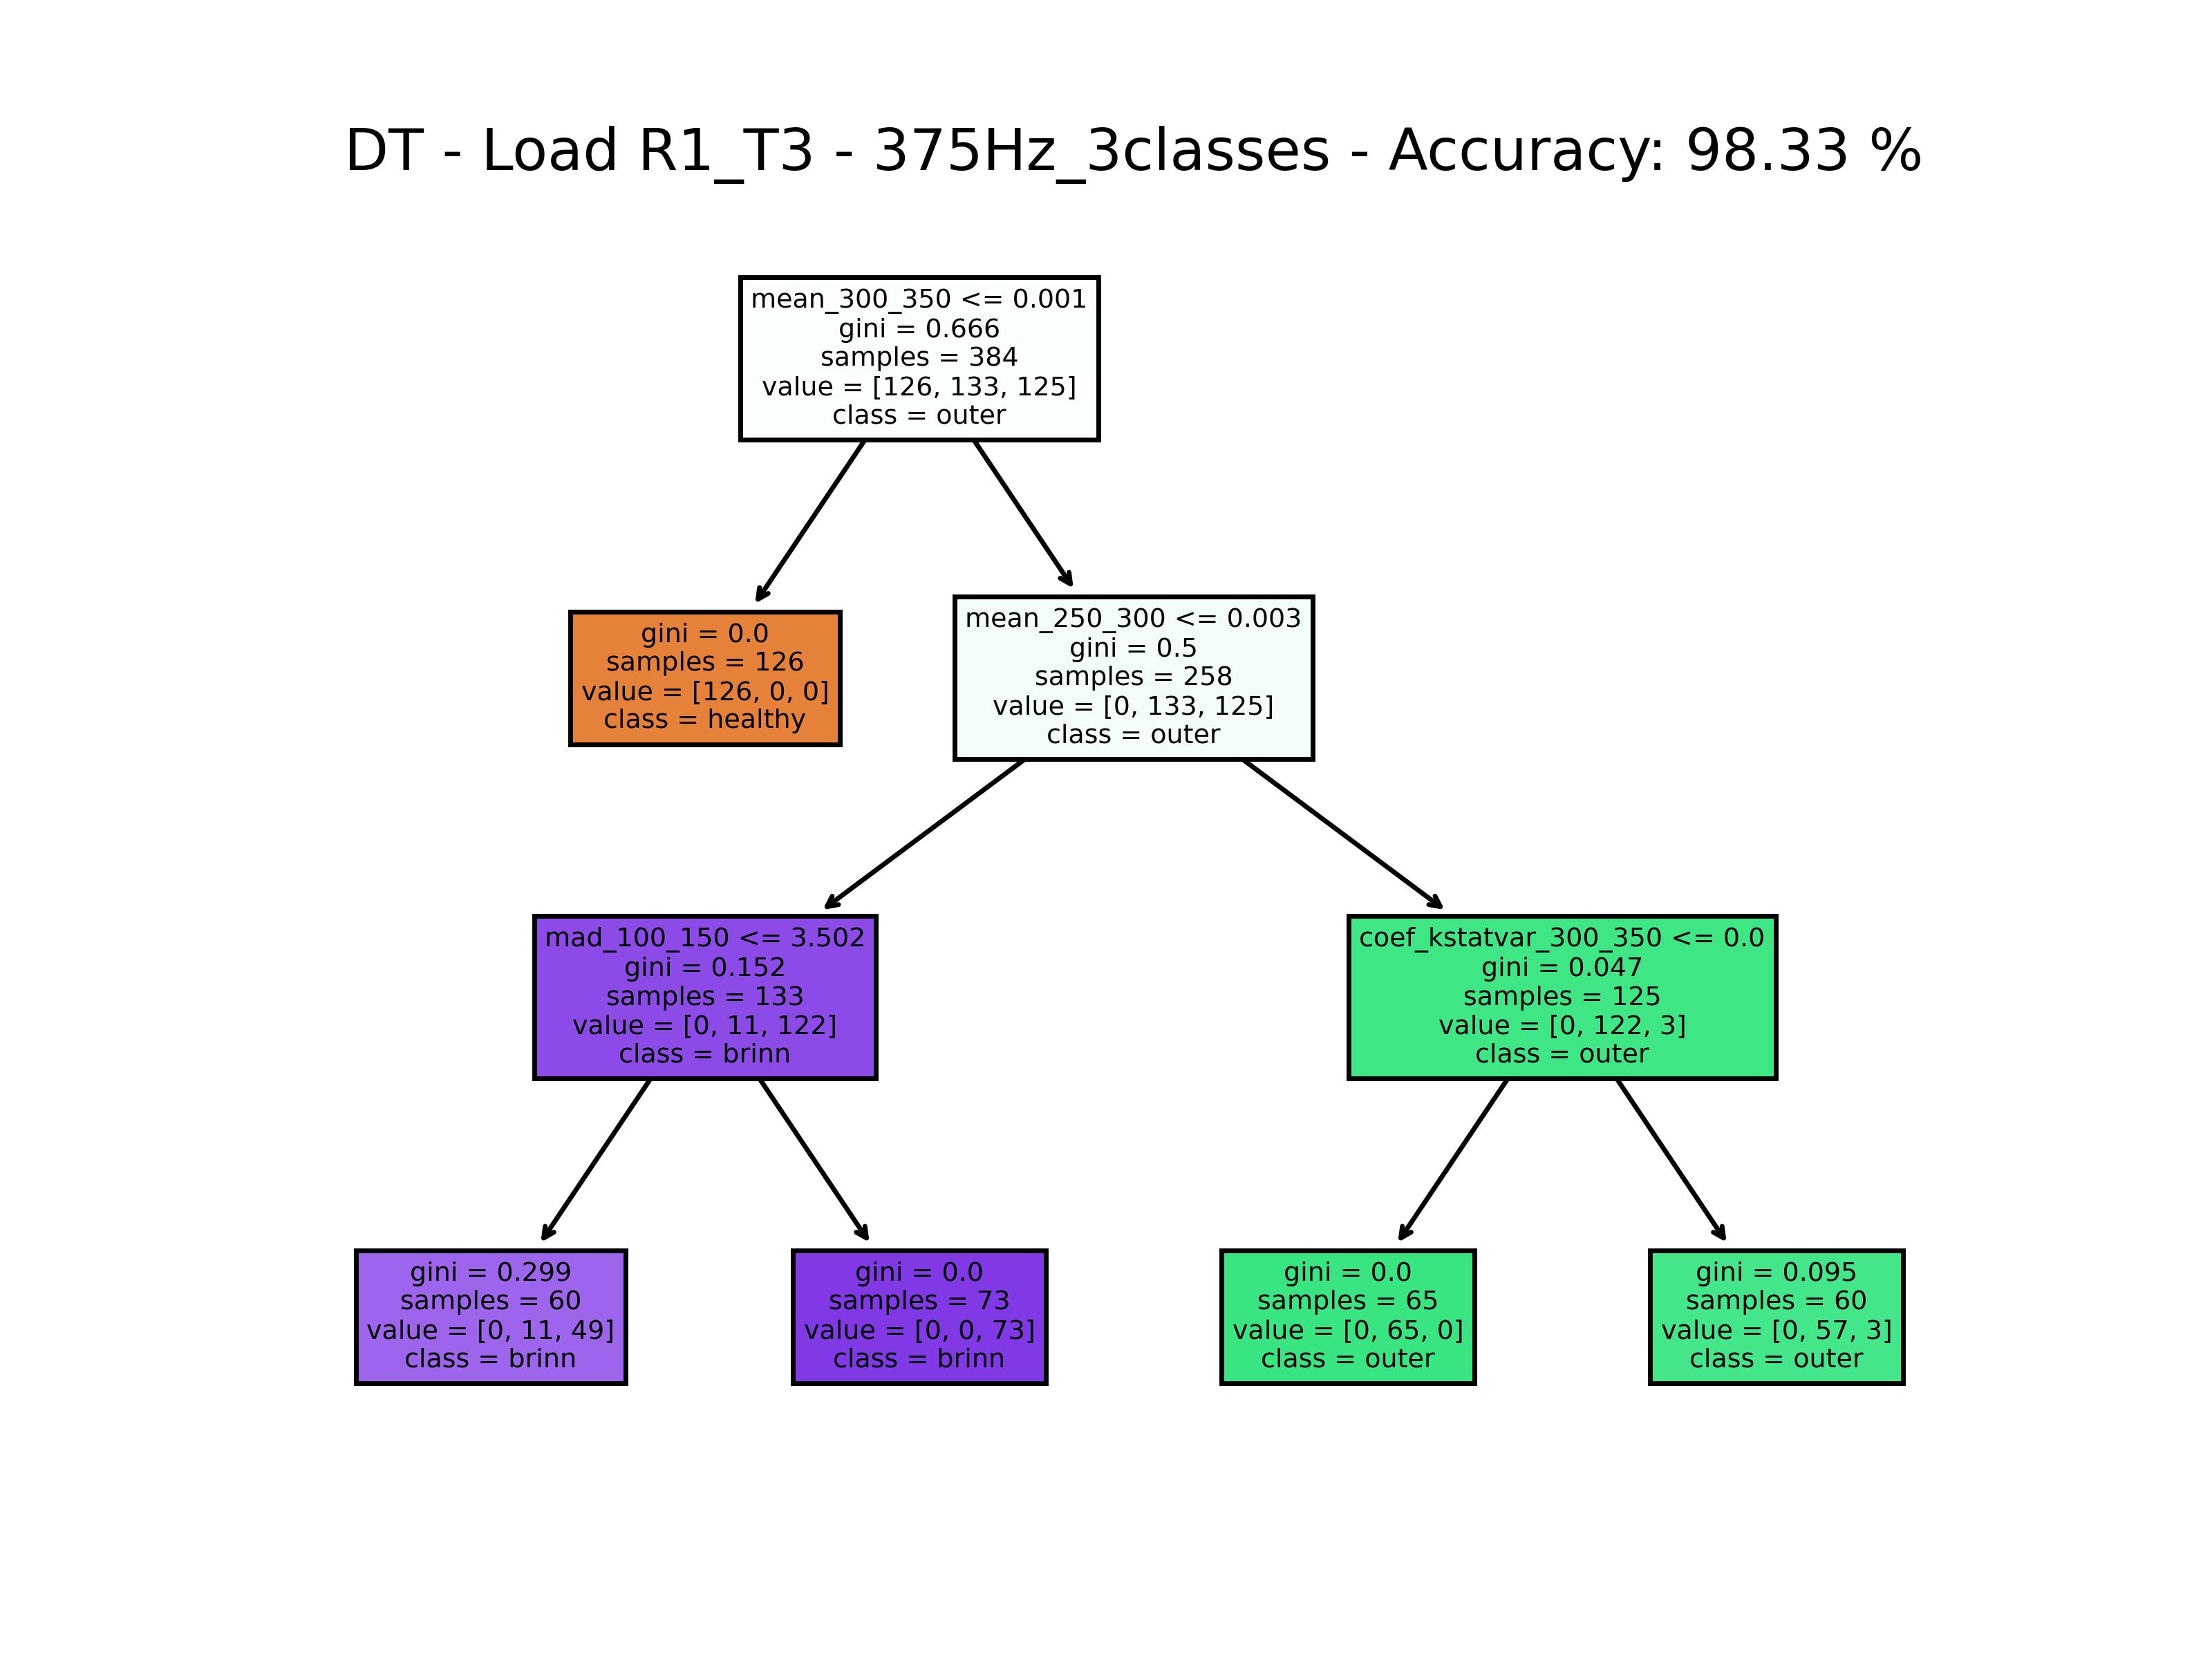 DT - Load R1_T3 - 375Hz_3classes - Accuracy: 98.33 %
mean_300_350 <= 0.001
gini = 0.666
samples = 384
value = [126, 133, 125]
class = outer
gini = 0.0
samples = 126
value = [126, 0, 0]
class = healthy
mean_250_300 <= 0.003
gini = 0.5
samples = 258
value = [0, 133, 125]
class = outer
mad_100_150 <= 3.502
gini = 0.152
samples = 133
value = [0, 11, 122]
class = brinn
coef_kstatvar_300_350 <= 0.0
gini = 0.047
samples = 125
value = [0, 122, 3]
class = outer
gini = 0.299
samples = 60
value = [0, 11, 49]
class = brinn
gini = 0.0
samples = 73
value = [0, 0, 73]
class = brinn
gini = 0.0
samples = 65
value = [0, 65, 0]
class = outer
gini = 0.095
samples = 60
value = [0, 57, 3]
class = outer